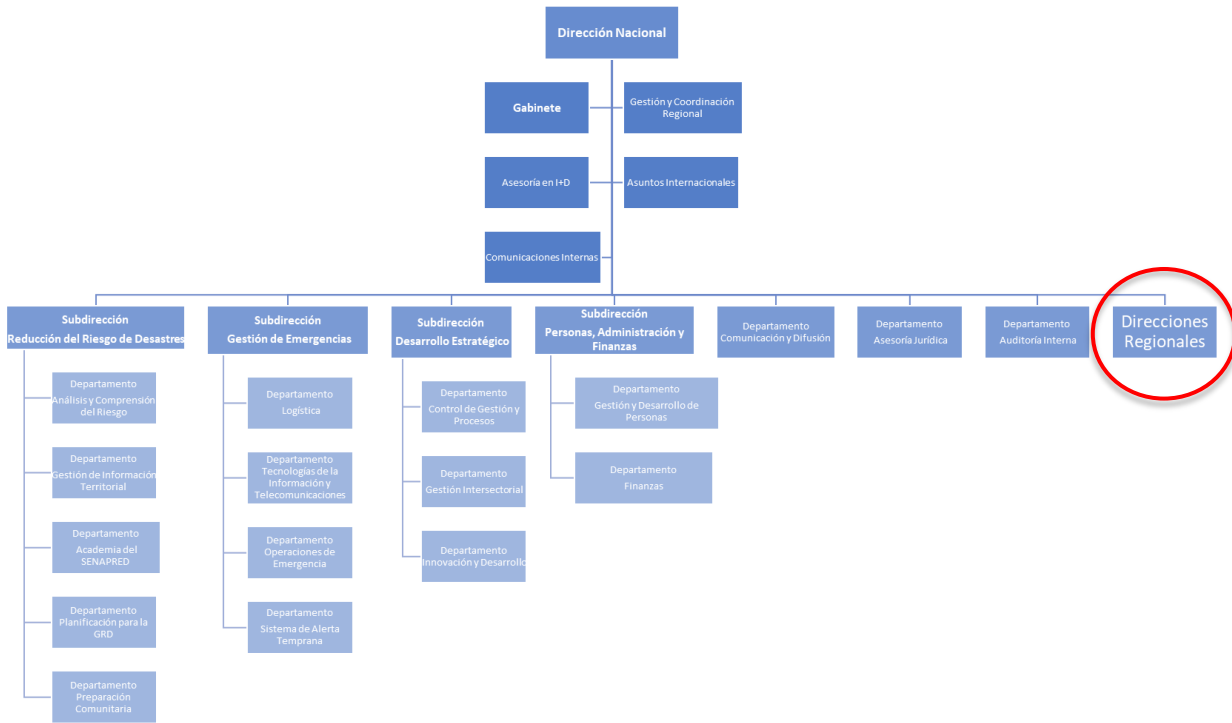 Dirección Nacional
Gabinete
Gestión y Coordinación
Regional
Asesoría en I+D
Asuntos Internacionales
Comunicaciones Internas
Subdirección
Reducción del Riesgo de Desastres
Subdirección
Gestión de Emergencias
Subdirección
Desarrollo Estratégico
Subdirección
Personas, Administración y
Finanzas
Departamento
Comunicación y Difusión
Departamento
Asesoría Jurídica
Departamento
Auditoría Interna
Direcciones
Regionales
Departamento
Análisis y Comprensión
del Riesgo
Departamento
Gestión de Información
Territorial
Departamento
Academia del
SENAPRED
Departamento
Planificación para la
GRD
Departamento
Preparación
Comunitaria
Departamento
Logística
Departamento
Tecnologías de la
Información y
Telecomunicaciones
Departamento
Operaciones de
Emergencia
Departamento
Sistema de Alerta
Temprana
Departamento
Control de Gestión y
Procesos
Departamento
Gestión Intersectorial
Departamento
Innovación y Desarrollo
Departamento
Gestión y Desarrollo de
Personas
Departamento
Finanzas